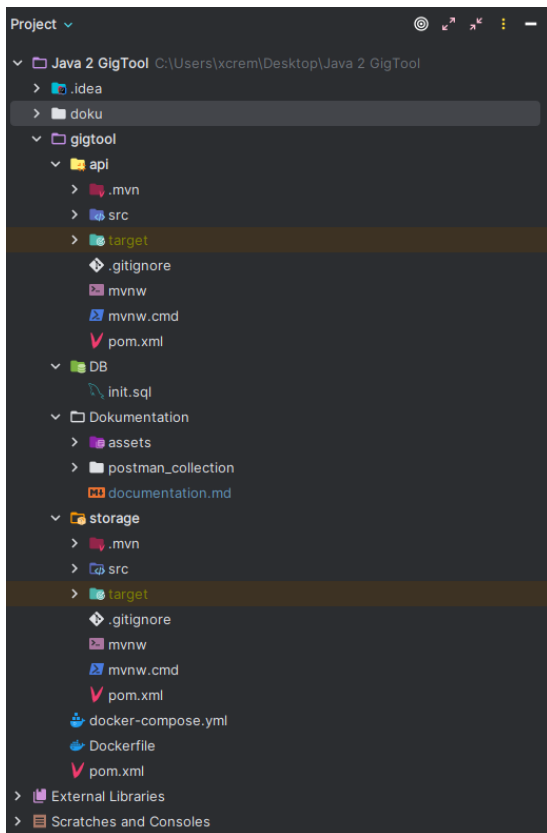 Project
Java 2 GigTool C:\Users\xcrem\Desktop\Java 2 GigTool
.idea
doku
gigtool
api
.mvn
src
target
.gitignore
mvnw
mvnw.cmd
pom.xml
DB
init.sql
Dokumentation
assets
postman_collection
documentation.md
storage
.mvn
src
target
.gitignore
mvnw
mvnw.cmd
pom.xml
docker-compose.yml
Dockerfile
pom.xml
External Libraries
Scratches and Consoles